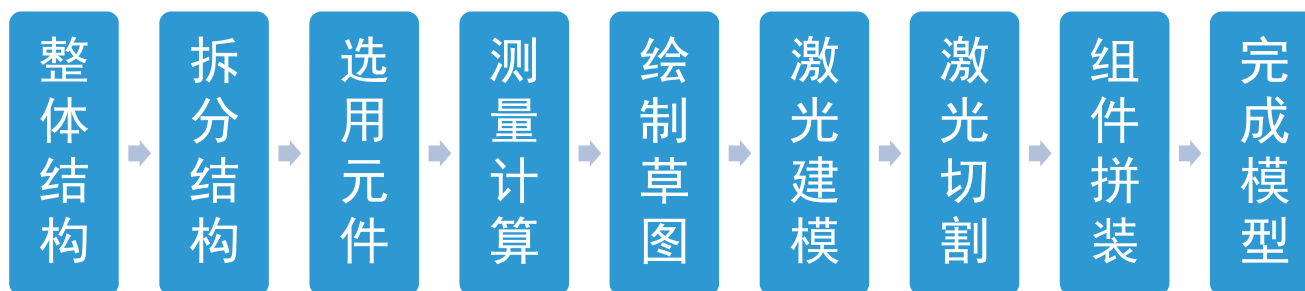 整体结构
拆分结构
选用元件
测量计算
绘制草图
激光建模
激光切割
组件拼装
完成模型